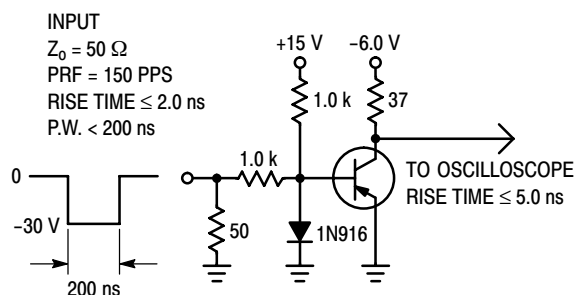 INPUT
Zo = 50 Ω
PRF = 150 PPS
RISE TIME ≤ 2.0 ns
P.W. < 200 ns
+15 V
−6.0 V
1.0 k
37
1.0 k
TO OSCILLOSCOPE
RISE TIME ≤ 5.0 ns
0
−30 V
50
1N916
200 ns